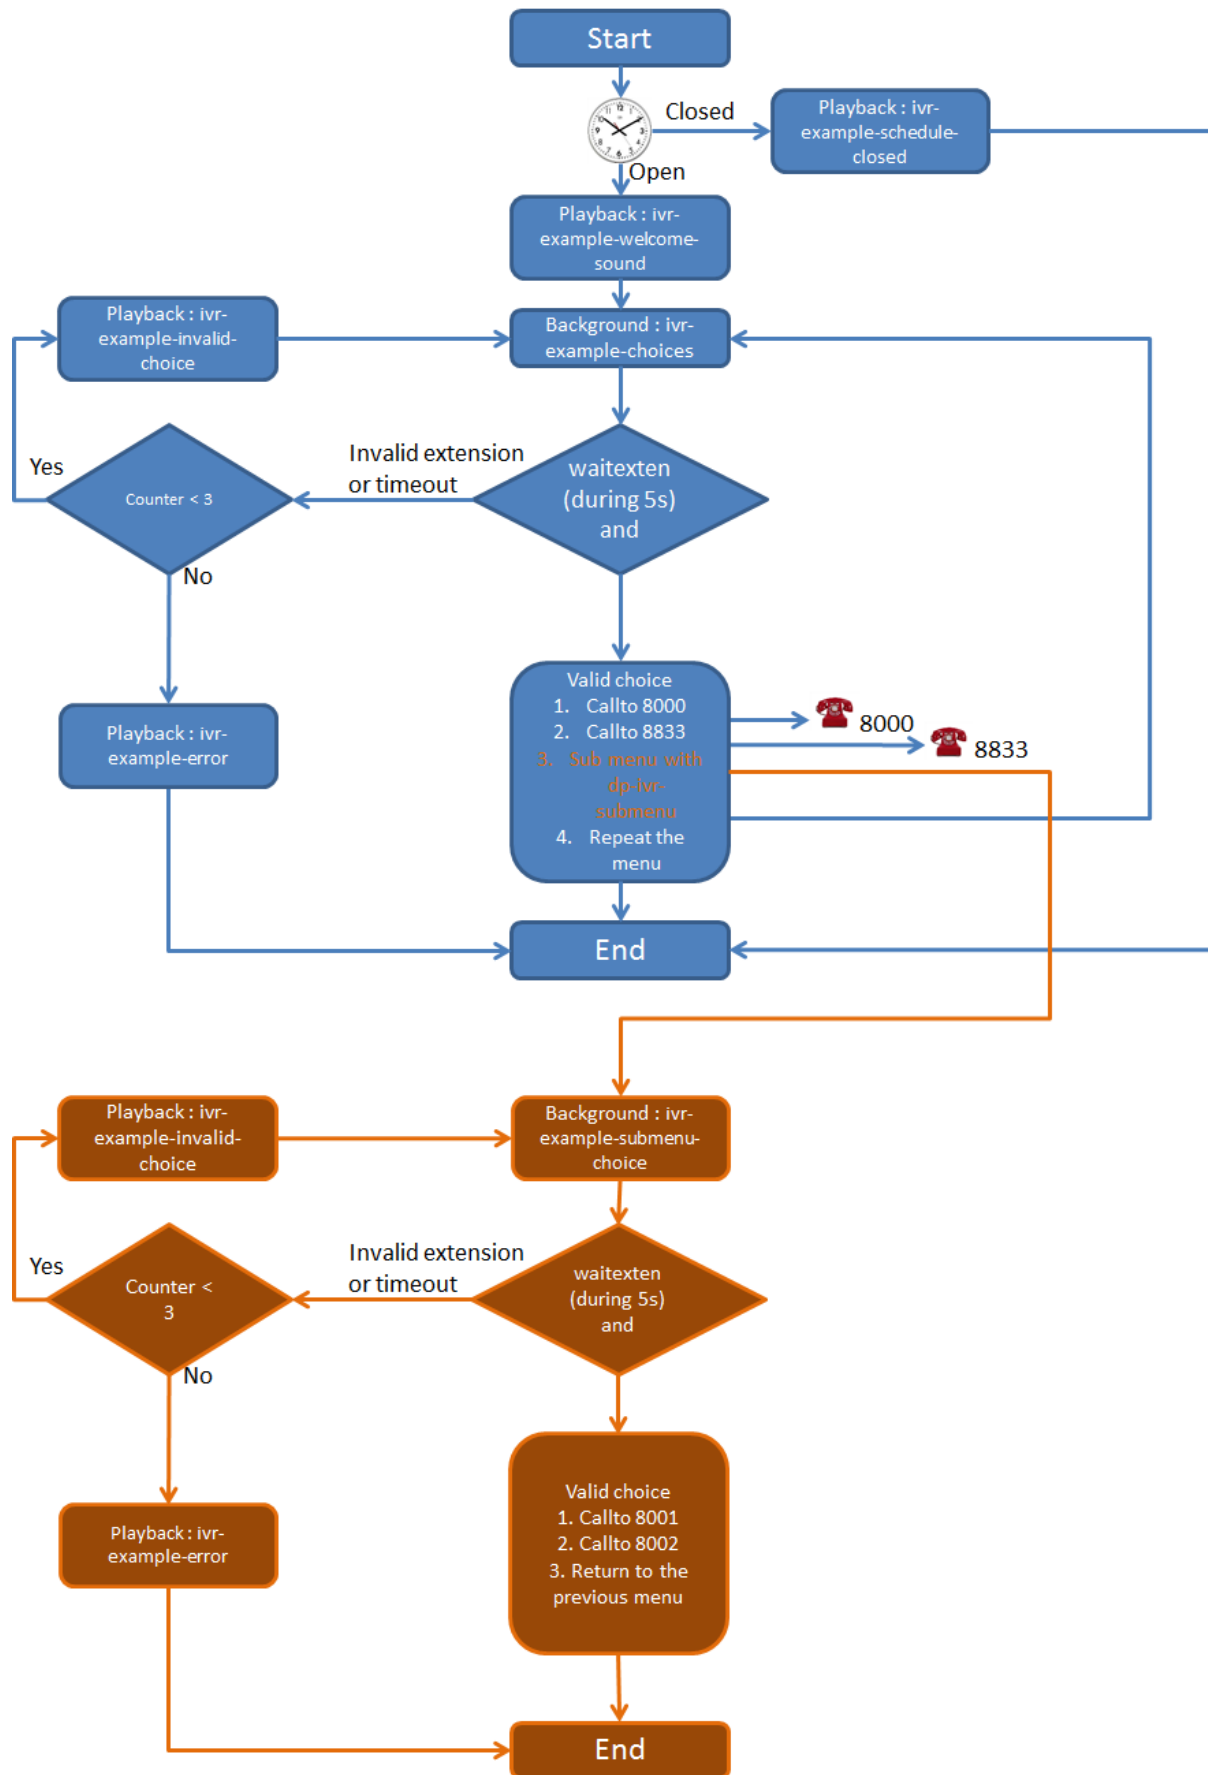 Start
Closed
Playback : ivr-
example-schedule-
closed
Open
Playback : ivr-
example-welcome-
sound
Playback : ivr-
example-invalid-
choice
Background : ivr-
example-choices
Yes
Counter < 3
Invalid extension
or timeout
waitexten
(during 5s)
and
No
Playback : ivr-
example-error
Valid choice
1. Callto 8000
2. Callto 8833
3. Sub menu with
dp-ivr-
submenu
4. Repeat the
menu
8000
8833
End
Playback : ivr-
example-invalid-
choice
Background : ivr-
example-submenu-
choice
Yes
Counter <
3
Invalid extension
or timeout
waitexten
(during 5s)
and
No
Playback : ivr-
example-error
Valid choice
1. Callto 8001
2. Callto 8002
3. Return to the
previous menu
End